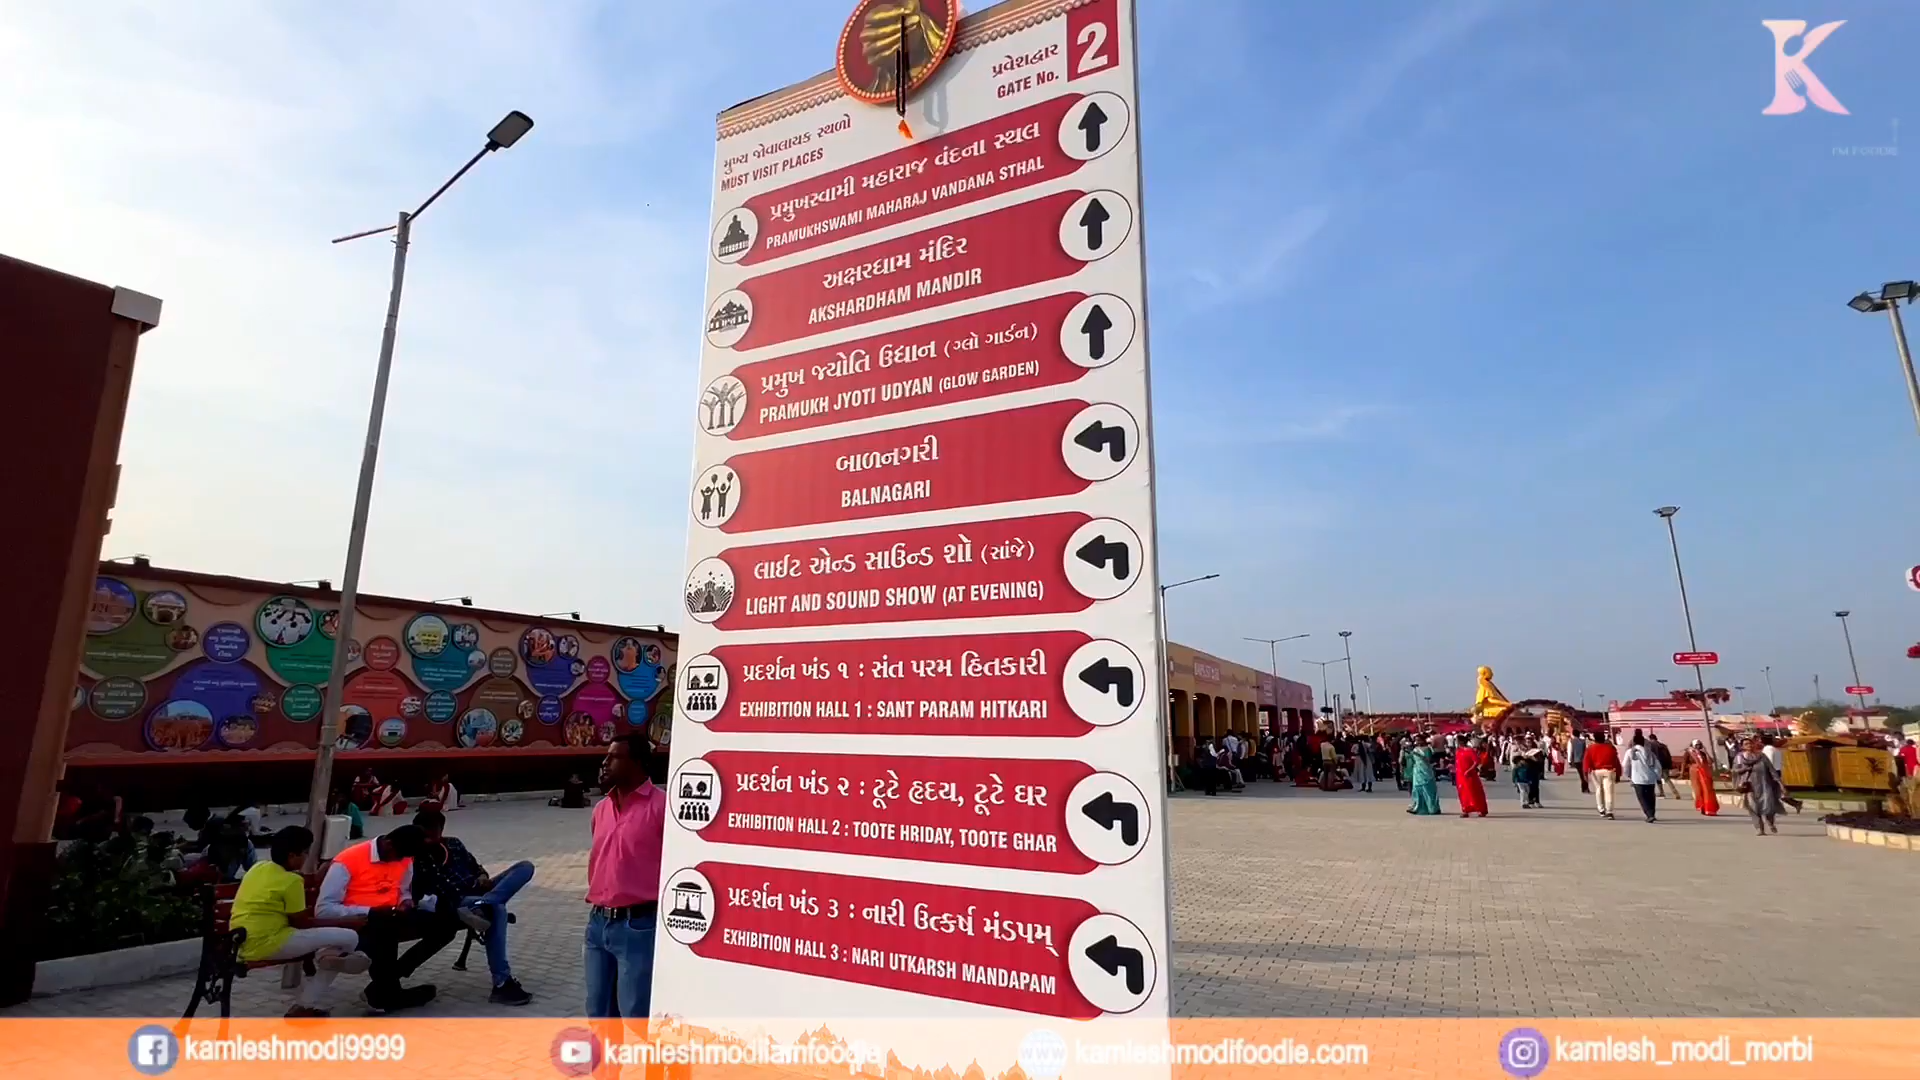 પ્રવેશદ્વાર
GATE No.
2
મુખ્ય જોવાલાયક સ્થળો
MUST VISIT PLACES
પ્રમુખસ્વામી મહારાજ વંદના સ્થલ
PRAMUKHSWAMI MAHARAJ VANDANA STHAL
અક્ષરધામ મંદિર
AKSHARDHAM MANDIR
પ્રમુખ જ્યોતિ ઉદ્યાન (ગ્લો ગાર્ડન)
PRAMUKH JYOTI UDYAN (GLOW GARDEN)
બાળનગરી
BALNAGARI
લાઈટ એન્ડ સાઉન્ડ શો (સાંજે)
LIGHT AND SOUND SHOW (AT EVENING)
પ્રદર્શન ખંડ ૧ : સંત પરમ હિતકારી
EXHIBITION HALL 1 : SANT PARAM HITKARI
પ્રદર્શન ખંડ ૨ : ટૂટે હૃદય, ટૂટે ઘર
EXHIBITION HALL 2 : TOOTE HRIDAY, TOOTE GHAR
પ્રદર્શન ખંડ ૩ : નારી ઉત્કર્ષ મંડપમ્
EXHIBITION HALL 3 : NARI UTKARSH MANDAPAM
K
I'M FOODIE
kamleshmodi9999
kamleshmodiiamfoodie
www
kamleshmodifoodie.com
kamlesh_modi_morbi